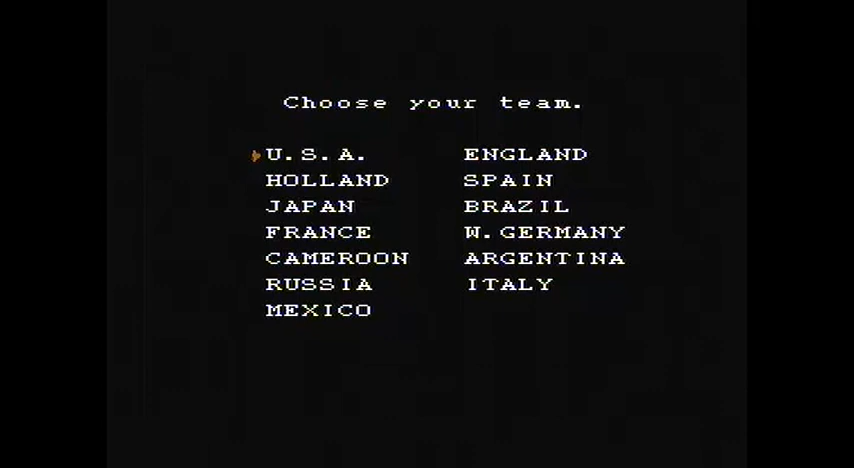 Choose your team.
U.S.A. ENGLAND
HOLLAND SPAIN
JAPAN BRAZIL
FRANCE W.GERMANY
CAMEROON ARGENTINA
RUSSIA ITALY
MEXICO